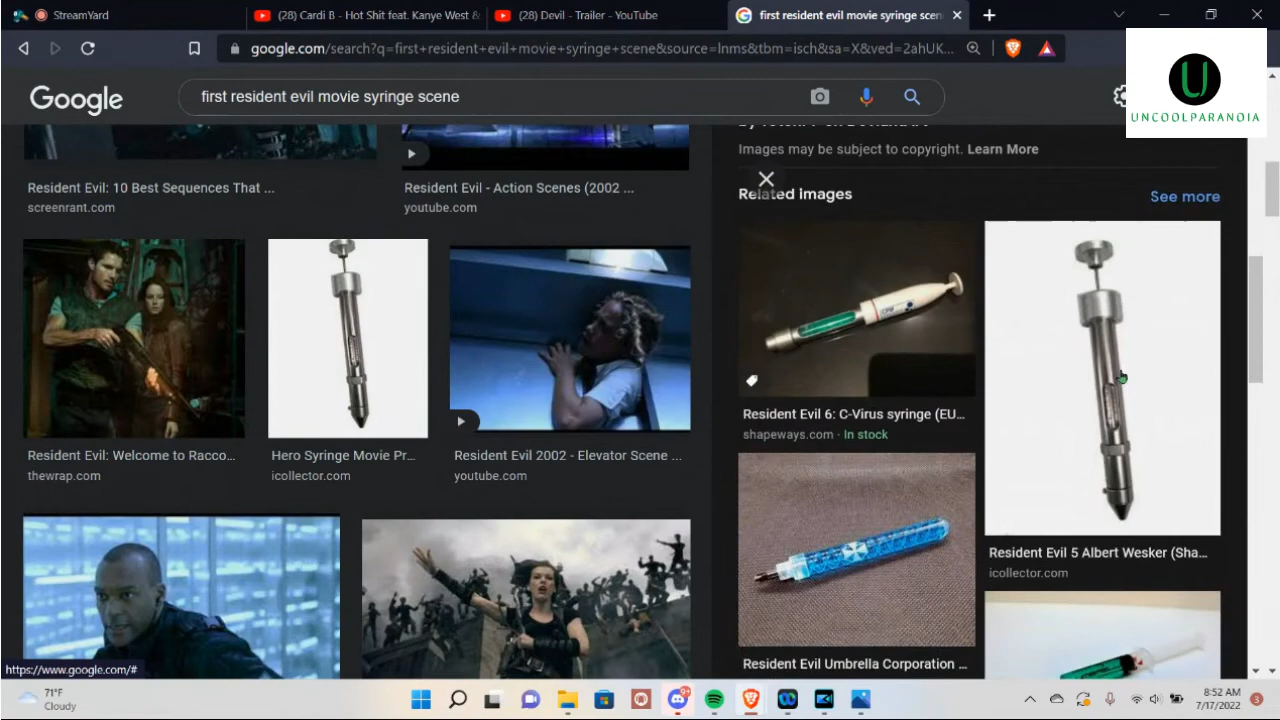 StreamYard
(28) Cardi B - Hot Shit feat. Kanye West &
(28) Devil - Trailer - YouTube
first resident evil movie syringe scen
google.com/search?q=first+resident+evil+movie+syringe+scene&source=lnms&tbm=isch&sa=X&ved=2ahUK...
U
UNCOOLPARANOIA
Google
first resident evil movie syringe scene
Images may be subject to copyright. Learn More
Resident Evil: 10 Best Sequences That ...
screenrant.com
Resident Evil - Action Scenes (2002 ...
youtube.com
Related images
See more
Resident Evil: Welcome to Racco...
thewrap.com
Hero Syringe Movie Pr...
icollector.com
Resident Evil 2002 - Elevator Scene ...
youtube.com
Resident Evil 6: C-Virus syringe (EU...
shapeways.com · In stock
Resident Evil 5 Albert Wesker (Sha...
icollector.com
Resident Evil Umbrella Corporation ...
https://www.google.com/#
71°F
Cloudy
8:52 AM
7/17/2022
3